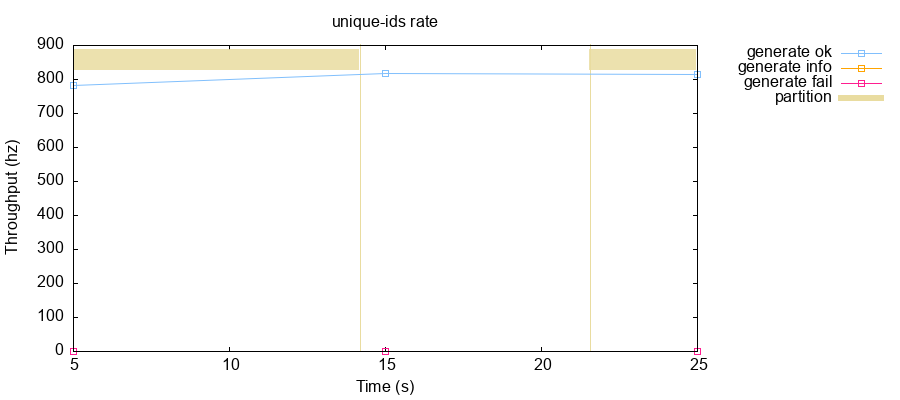 unique-ids rate
900
800
700
600
500
400
300
200
100
0
5
10
15
20
25
Throughput (hz)
Time (s)
generate ok
generate info
generate fail
partition